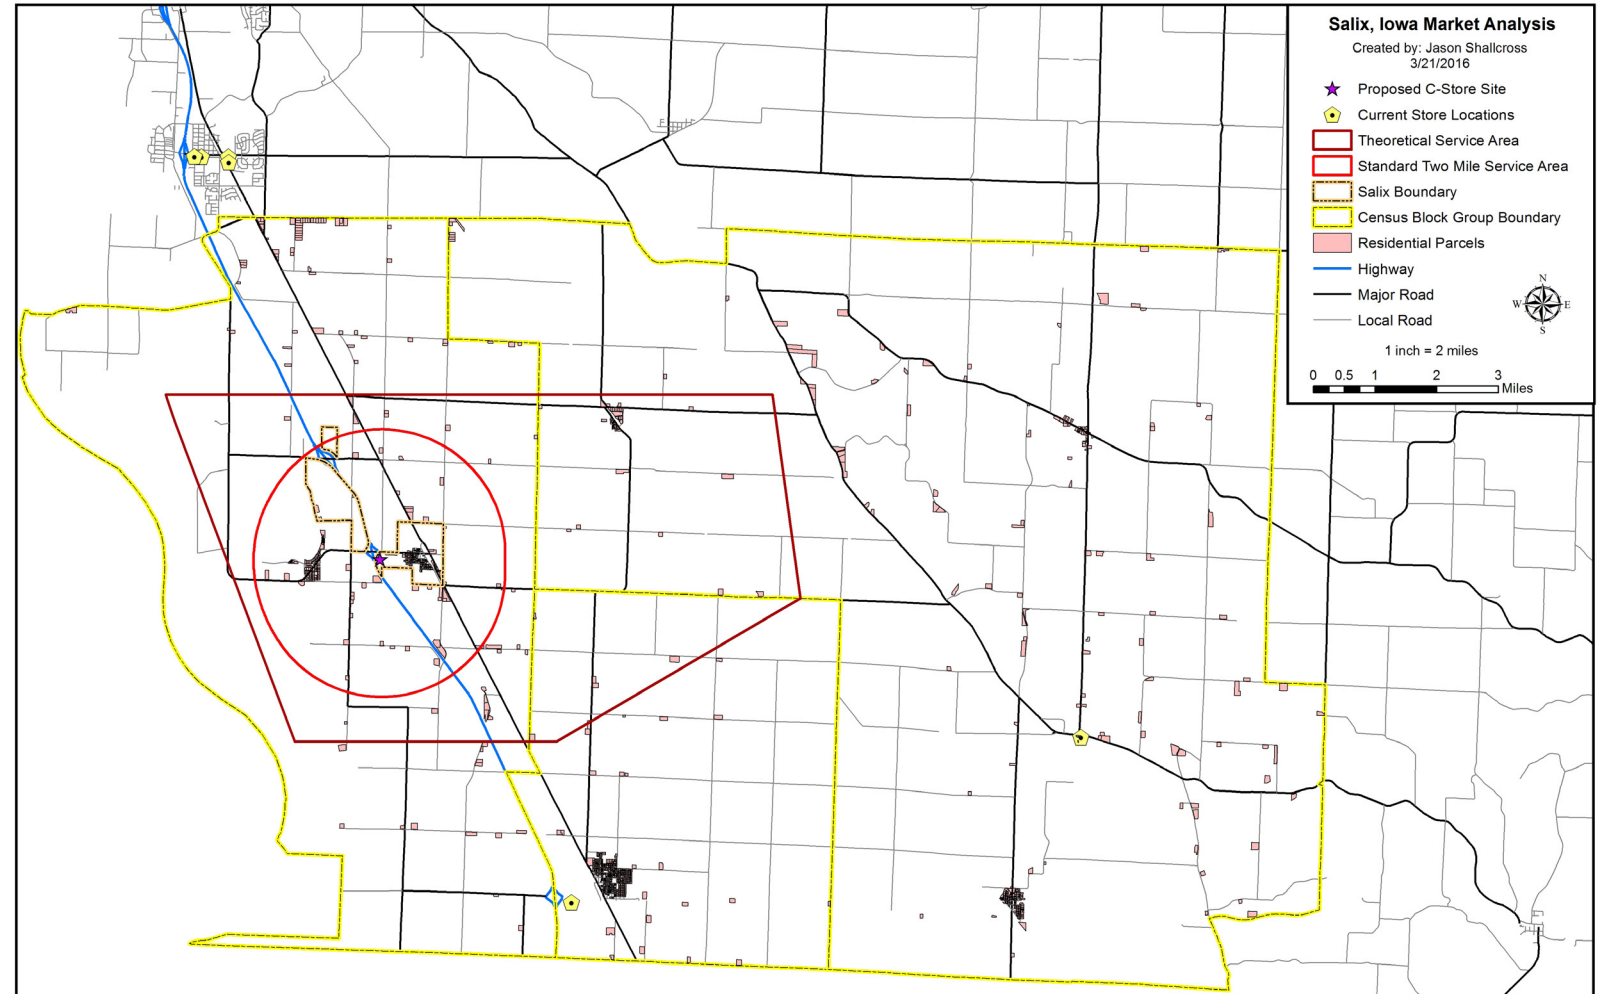 Salix, Iowa Market Analysis
Created by: Jason Shallcross
3/21/2016
Proposed C-Store Site
Current Store Locations
Theoretical Service Area
Standard Two Mile Service Area
Salix Boundary
Census Block Group Boundary
Residential Parcels
Highway
Major Road
Local Road
N
W E
S
1 inch = 2 miles
0 0.5 1 2 3
Miles